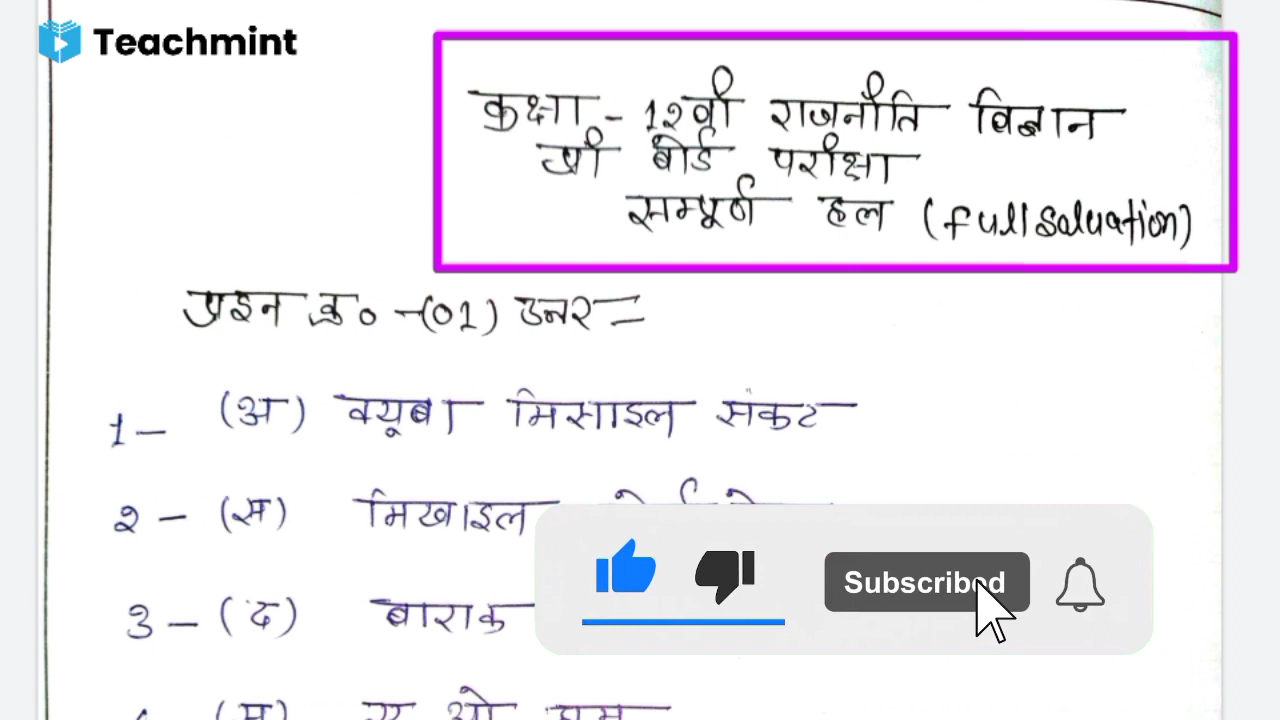 Teachmint
कक्षा - 12वी राजनीति विज्ञान
प्री बोर्ड परीक्षा
सम्पूर्ण हल (full saluation)
प्रश्न क्र० -(01) उत्तर =
1- (अ) क्यूबा मिसाइल संकट
2 - (स) मिखाइल
3 - (द) बाराक
Subscribed